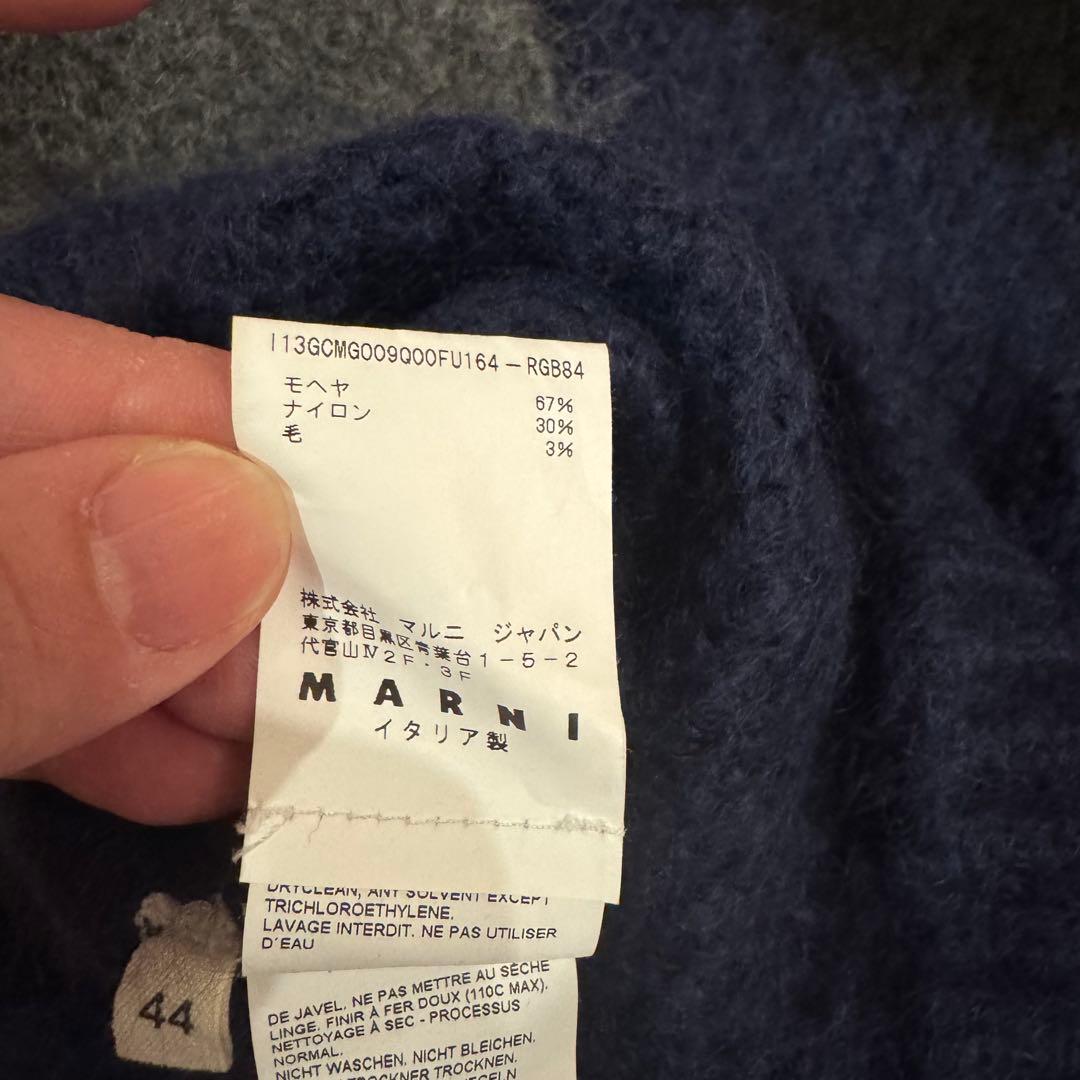 I13GCMG009Q00FU164-RGB84
モヘヤ 67%
ナイロン 30%
毛 3%
株式会社 マルニ ジャパン
東京都目黒区青葉台1-5-2
代官山Ⅳ2F.3F
MARNI
イタリア製
DRYCLEAN, ANY SOLVENT EXCEPT
TRICHLOROETHYLENE.
LAVAGE INTERDIT. NE PAS UTILISER
D'EAU
DE JAVEL. NE PAS METTRE AU SÈCHE
LINGE. FINIR À FER DOUX (110C MAX).
NETTOYAGE À SEC - PROCESSUS
NORMAL.
NICHT WASCHEN. NICHT BLEICHEN.
TROCKNER TROCKNEN.
44